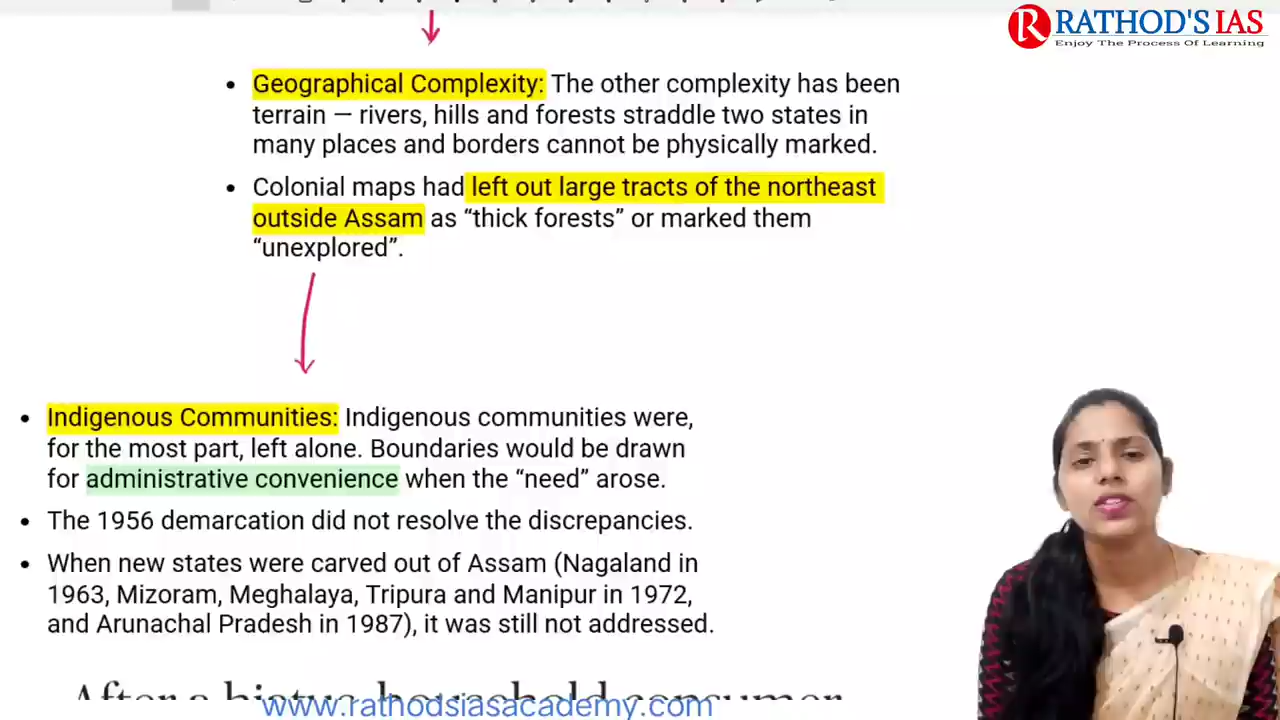 RATHOD'S IAS
Enjoy The Process Of Learning
• Geographical Complexity: The other complexity has been
terrain — rivers, hills and forests straddle two states in
many places and borders cannot be physically marked.
• Colonial maps had left out large tracts of the northeast
outside Assam as “thick forests” or marked them
“unexplored”.
• Indigenous Communities: Indigenous communities were,
for the most part, left alone. Boundaries would be drawn
for administrative convenience when the “need” arose.
• The 1956 demarcation did not resolve the discrepancies.
• When new states were carved out of Assam (Nagaland in
1963, Mizoram, Meghalaya, Tripura and Manipur in 1972,
and Arunachal Pradesh in 1987), it was still not addressed.
After a hiatus, household consumer
www.rathodsiasacademy.com